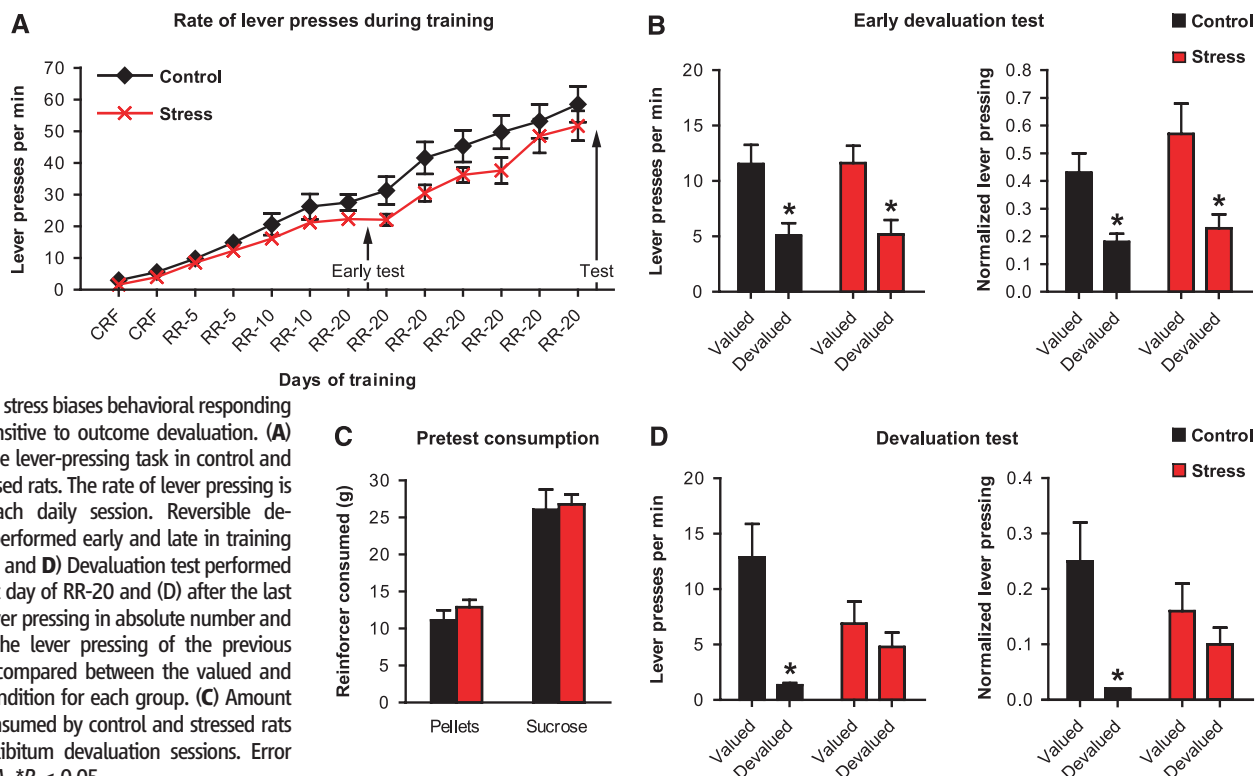 A Rate of lever presses during training
Control
Stress
Lever presses per min
70
60
50
40
30
20
10
0
Early test
Test
CRF CRF RR-5 RR-5 RR-10 RR-10 RR-20 RR-20 RR-20 RR-20 RR-20 RR-20 RR-20
Days of training
B Early devaluation test
Control
Stress
Lever presses per min
20
15
10
5
0
* *
Valued Devalued Valued Devalued
Normalized lever pressing
0.8
0.7
0.6
0.5
0.4
0.3
0.2
0.1
0.0
* *
Valued Devalued Valued Devalued
stress biases behavioral responding
nsitive to outcome devaluation. (A)
e lever-pressing task in control and
sed rats. The rate of lever pressing is
ach daily session. Reversible de-
erformed early and late in training
and D) Devaluation test performed
t day of RR-20 and (D) after the last
ver pressing in absolute number and
he lever pressing of the previous
compared between the valued and
ndition for each group. (C) Amount
nsumed by control and stressed rats
libitum devaluation sessions. Error
*P < 0.05
C Pretest consumption
Reinforcer consumed (g)
30
25
20
15
10
5
0
Pellets Sucrose
D Devaluation test
Control
Stress
Lever presses per min
20
15
10
5
0
*
Valued Devalued Valued Devalued
Normalized lever pressing
0.4
0.3
0.2
0.1
0.0
*
Valued Devalued Valued Devalued